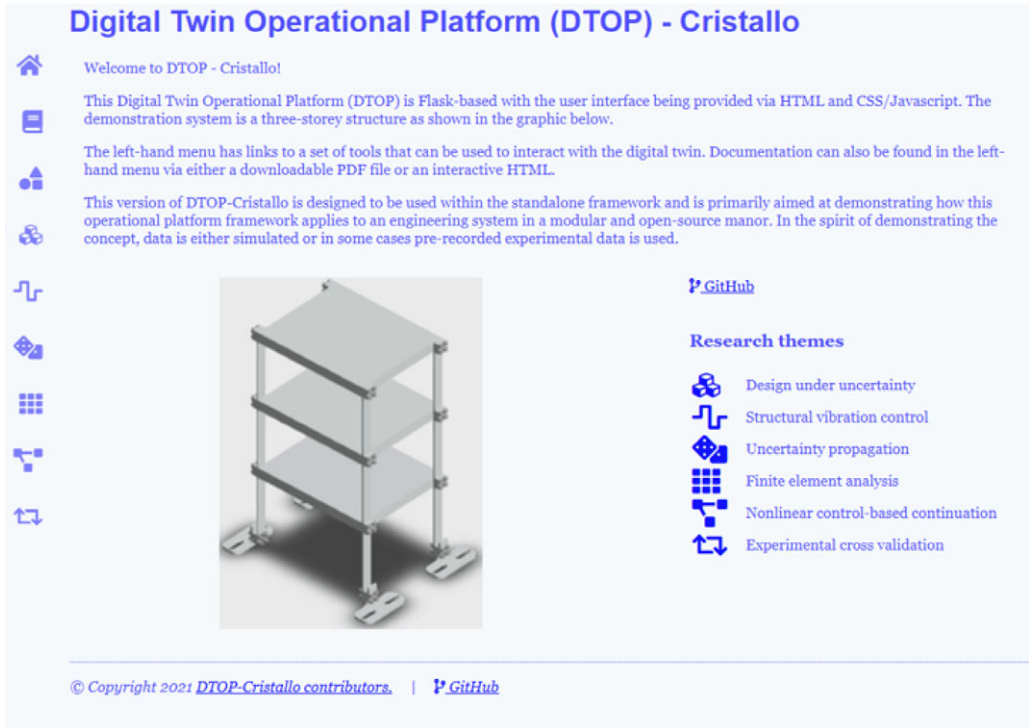 Digital Twin Operational Platform (DTOP) - Cristallo
Welcome to DTOP - Cristallo!
This Digital Twin Operational Platform (DTOP) is Flask-based with the user interface being provided via HTML and CSS/Javascript. The
demonstration system is a three-storey structure as shown in the graphic below.
The left-hand menu has links to a set of tools that can be used to interact with the digital twin. Documentation can also be found in the left-
hand menu via either a downloadable PDF file or an interactive HTML.
This version of DTOP-Cristallo is designed to be used within the standalone framework and is primarily aimed at demonstrating how this
operational platform framework applies to an engineering system in a modular and open-source manor. In the spirit of demonstrating the
concept, data is either simulated or in some cases pre-recorded experimental data is used.
GitHub
Research themes
Design under uncertainty
Structural vibration control
Uncertainty propagation
Finite element analysis
Nonlinear control-based continuation
Experimental cross validation
© Copyright 2021 DTOP-Cristallo contributors. | GitHub